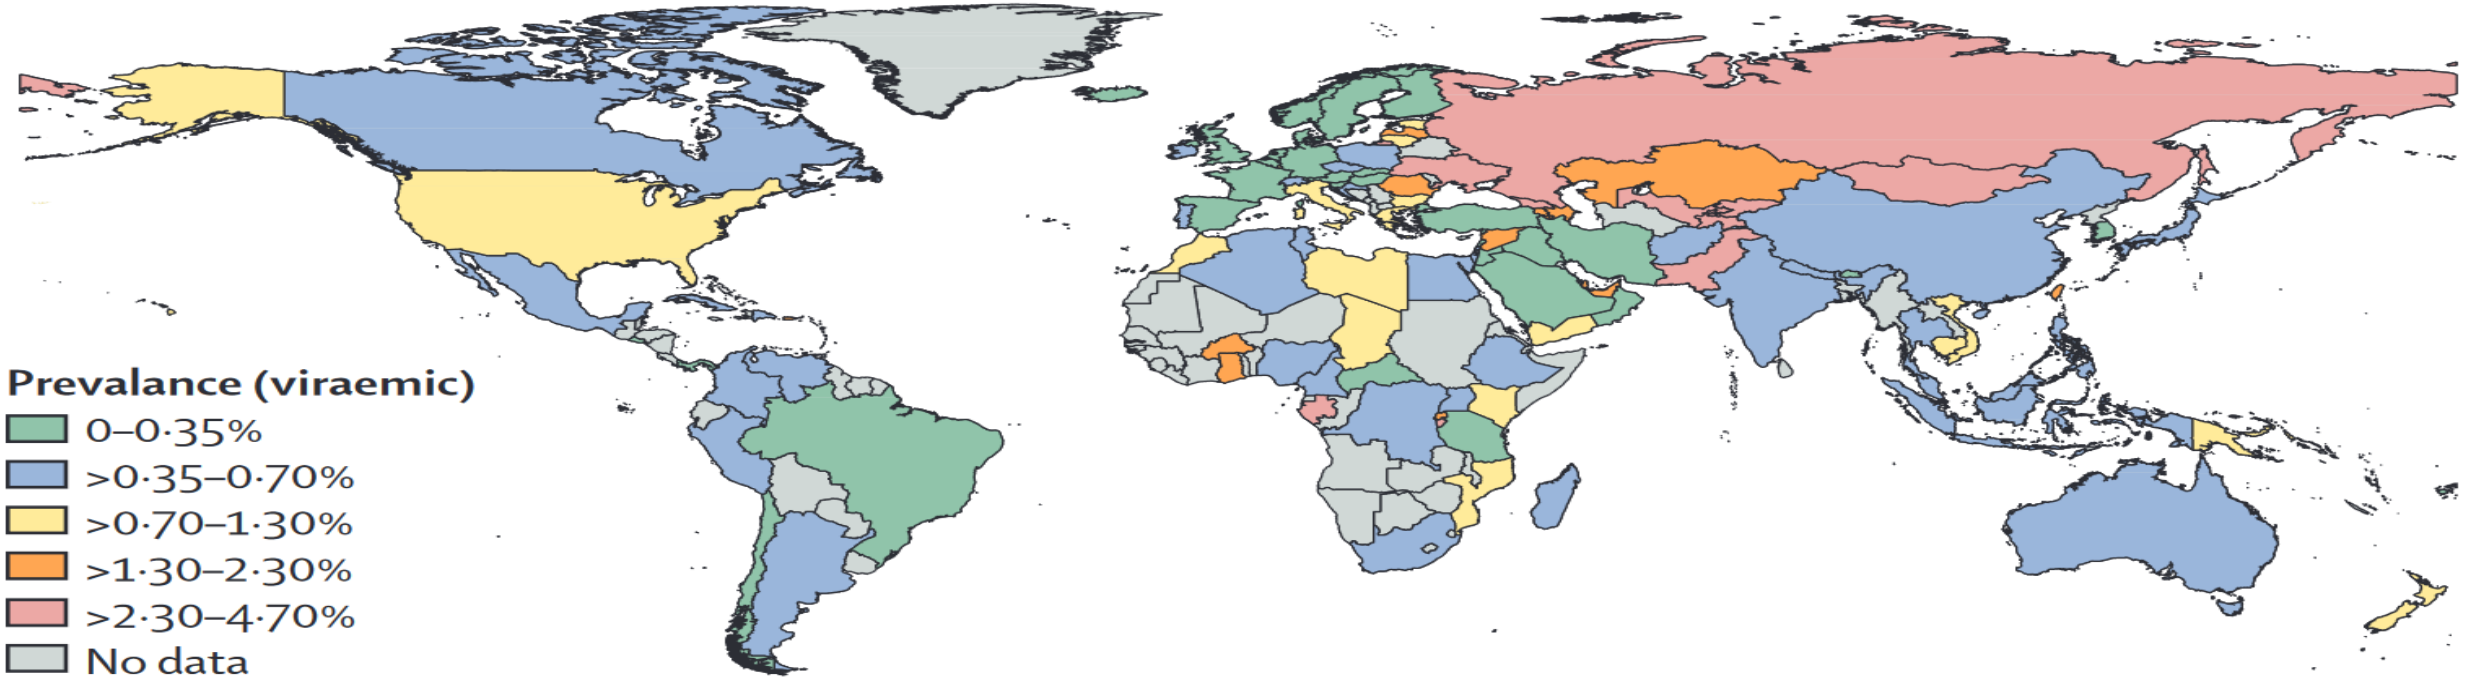 Prevalance (viraemic)
0–0·35%
>0·35–0·70%
>0·70–1·30%
>1·30–2·30%
>2·30–4·70%
No data